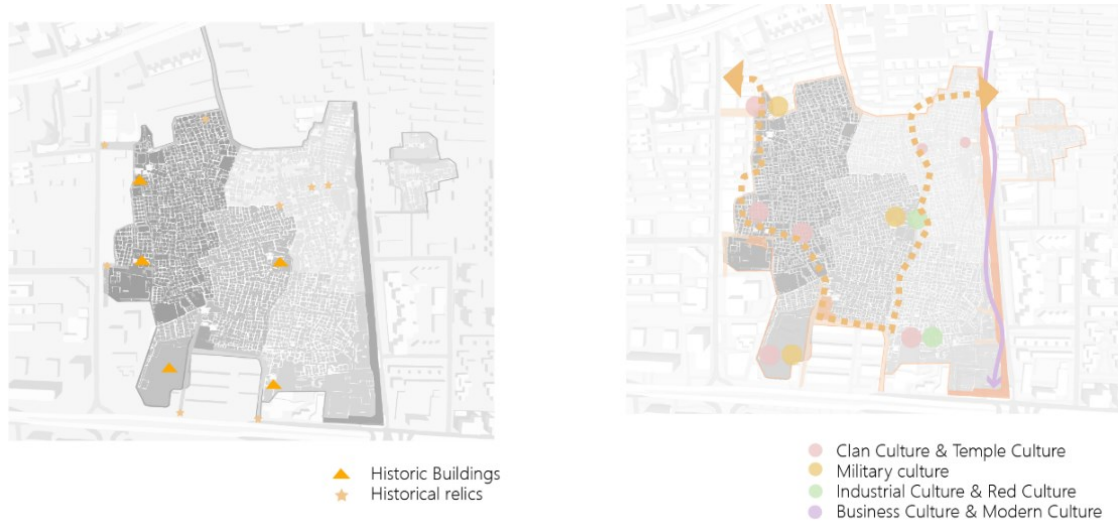 Historic Buildings
Historical relics
Clan Culture & Temple Culture
Military culture
Industrial Culture & Red Culture
Business Culture & Modern Culture